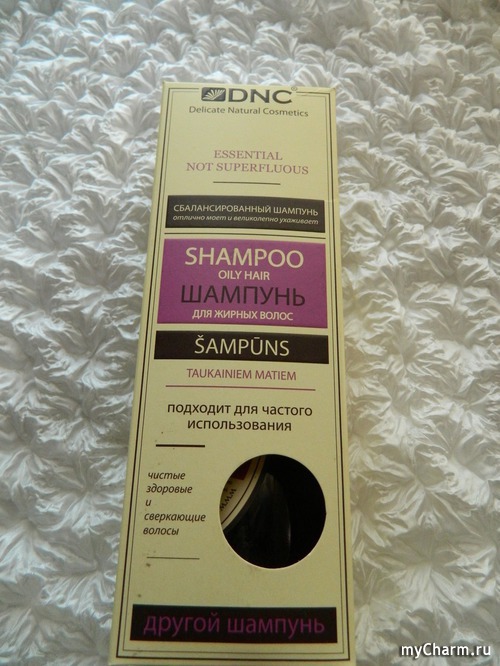 DNC
Delicate Natural Cosmetics
ESSENTIAL
NOT SUPERFLUOUS
СБАЛАНСИРОВАННЫЙ ШАМПУНЬ
отлично моет и великолепно ухаживает
SHAMPOO
OILY HAIR
ШАМПУНЬ
ДЛЯ ЖИРНЫХ ВОЛОС
ŠAMPŪNS
TAUKAINIEM MATIEM
подходит для частого
использования
чистые
здоровые
и
сверкающие
волосы
другой шампунь
myCharm.ru